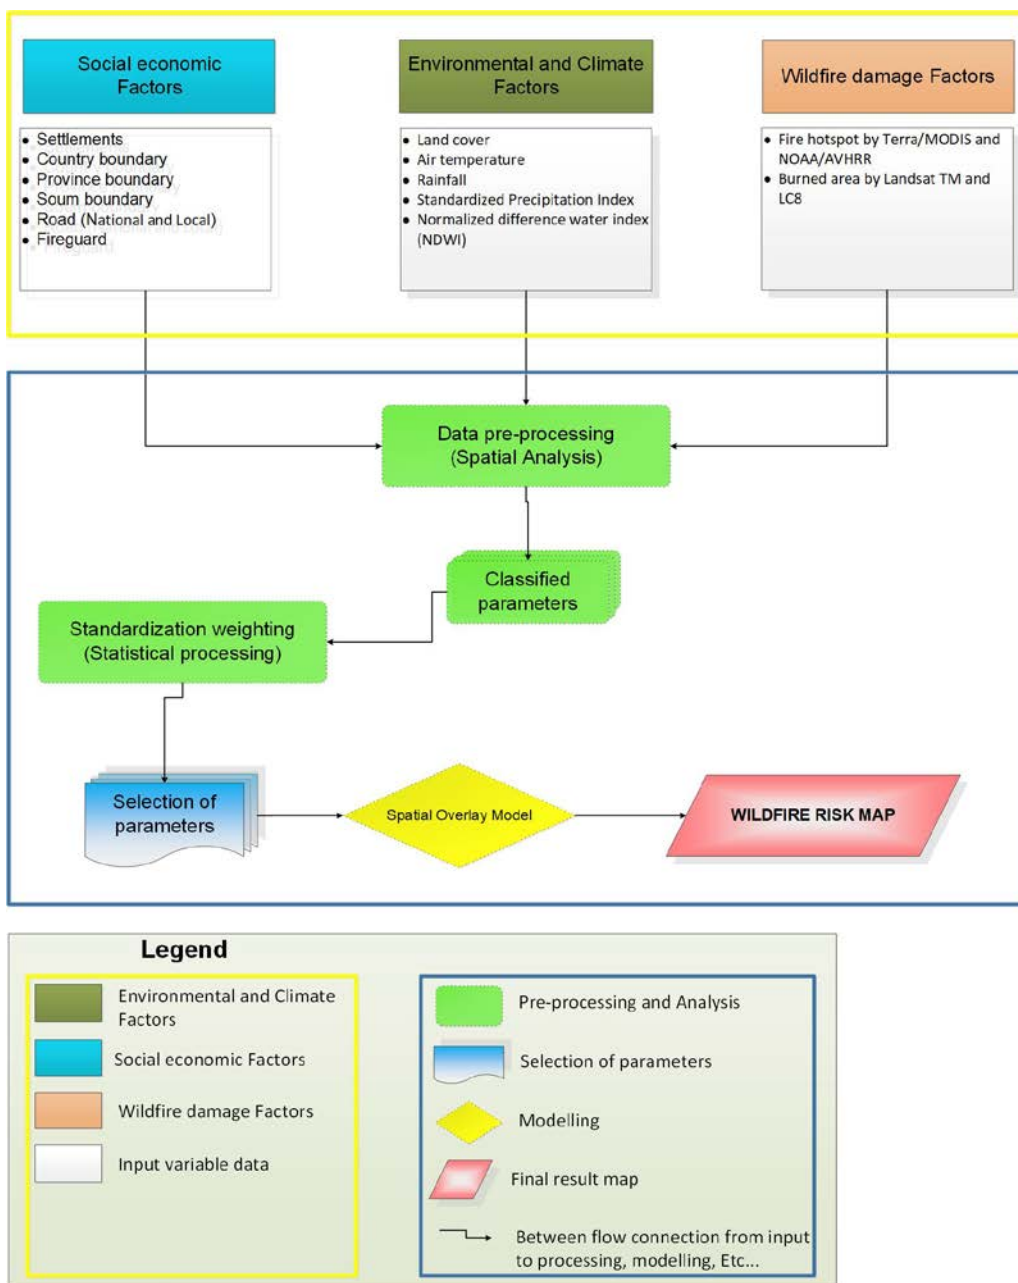 Social economic
Factors
Environmental and Climate
Factors
Wildfire damage Factors
• Settlements
• Country boundary
• Province boundary
• Soum boundary
• Road (National and Local)
• Fireguard
• Land cover
• Air temperature
• Rainfall
• Standardized Precipitation Index
• Normalized difference water index
(NDWI)
• Fire hotspot by Terra/MODIS and
NOAA/AVHRR
• Burned area by Landsat TM and
LC8
Data pre-processing
(Spatial Analysis)
Classified
parameters
Standardization weighting
(Statistical processing)
Selection of
parameters
Spatial Overlay Model
WILDFIRE RISK MAP
Legend
Environmental and Climate
Factors
Social economic Factors
Wildfire damage Factors
Input variable data
Pre-processing and Analysis
Selection of parameters
Modelling
Final result map
Between flow connection from input
to processing, modelling, Etc...